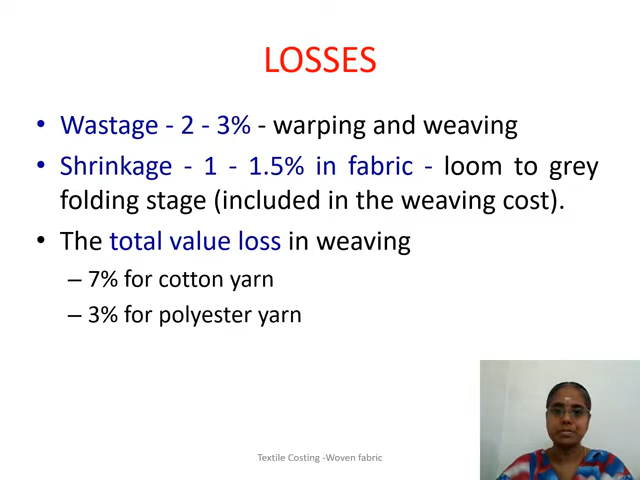 LOSSES
• Wastage - 2 - 3% - warping and weaving
• Shrinkage - 1 - 1.5% in fabric - loom to grey
folding stage (included in the weaving cost).
• The total value loss in weaving
– 7% for cotton yarn
– 3% for polyester yarn
Textile Costing -Woven fabric